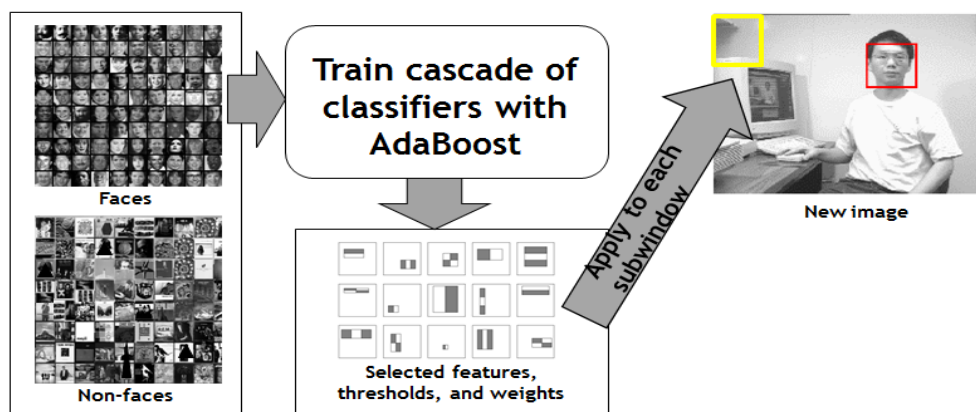 Faces
Non-faces
Train cascade of
classifiers with
AdaBoost
Selected features,
thresholds, and weights
Apply to each
subwindow
New image